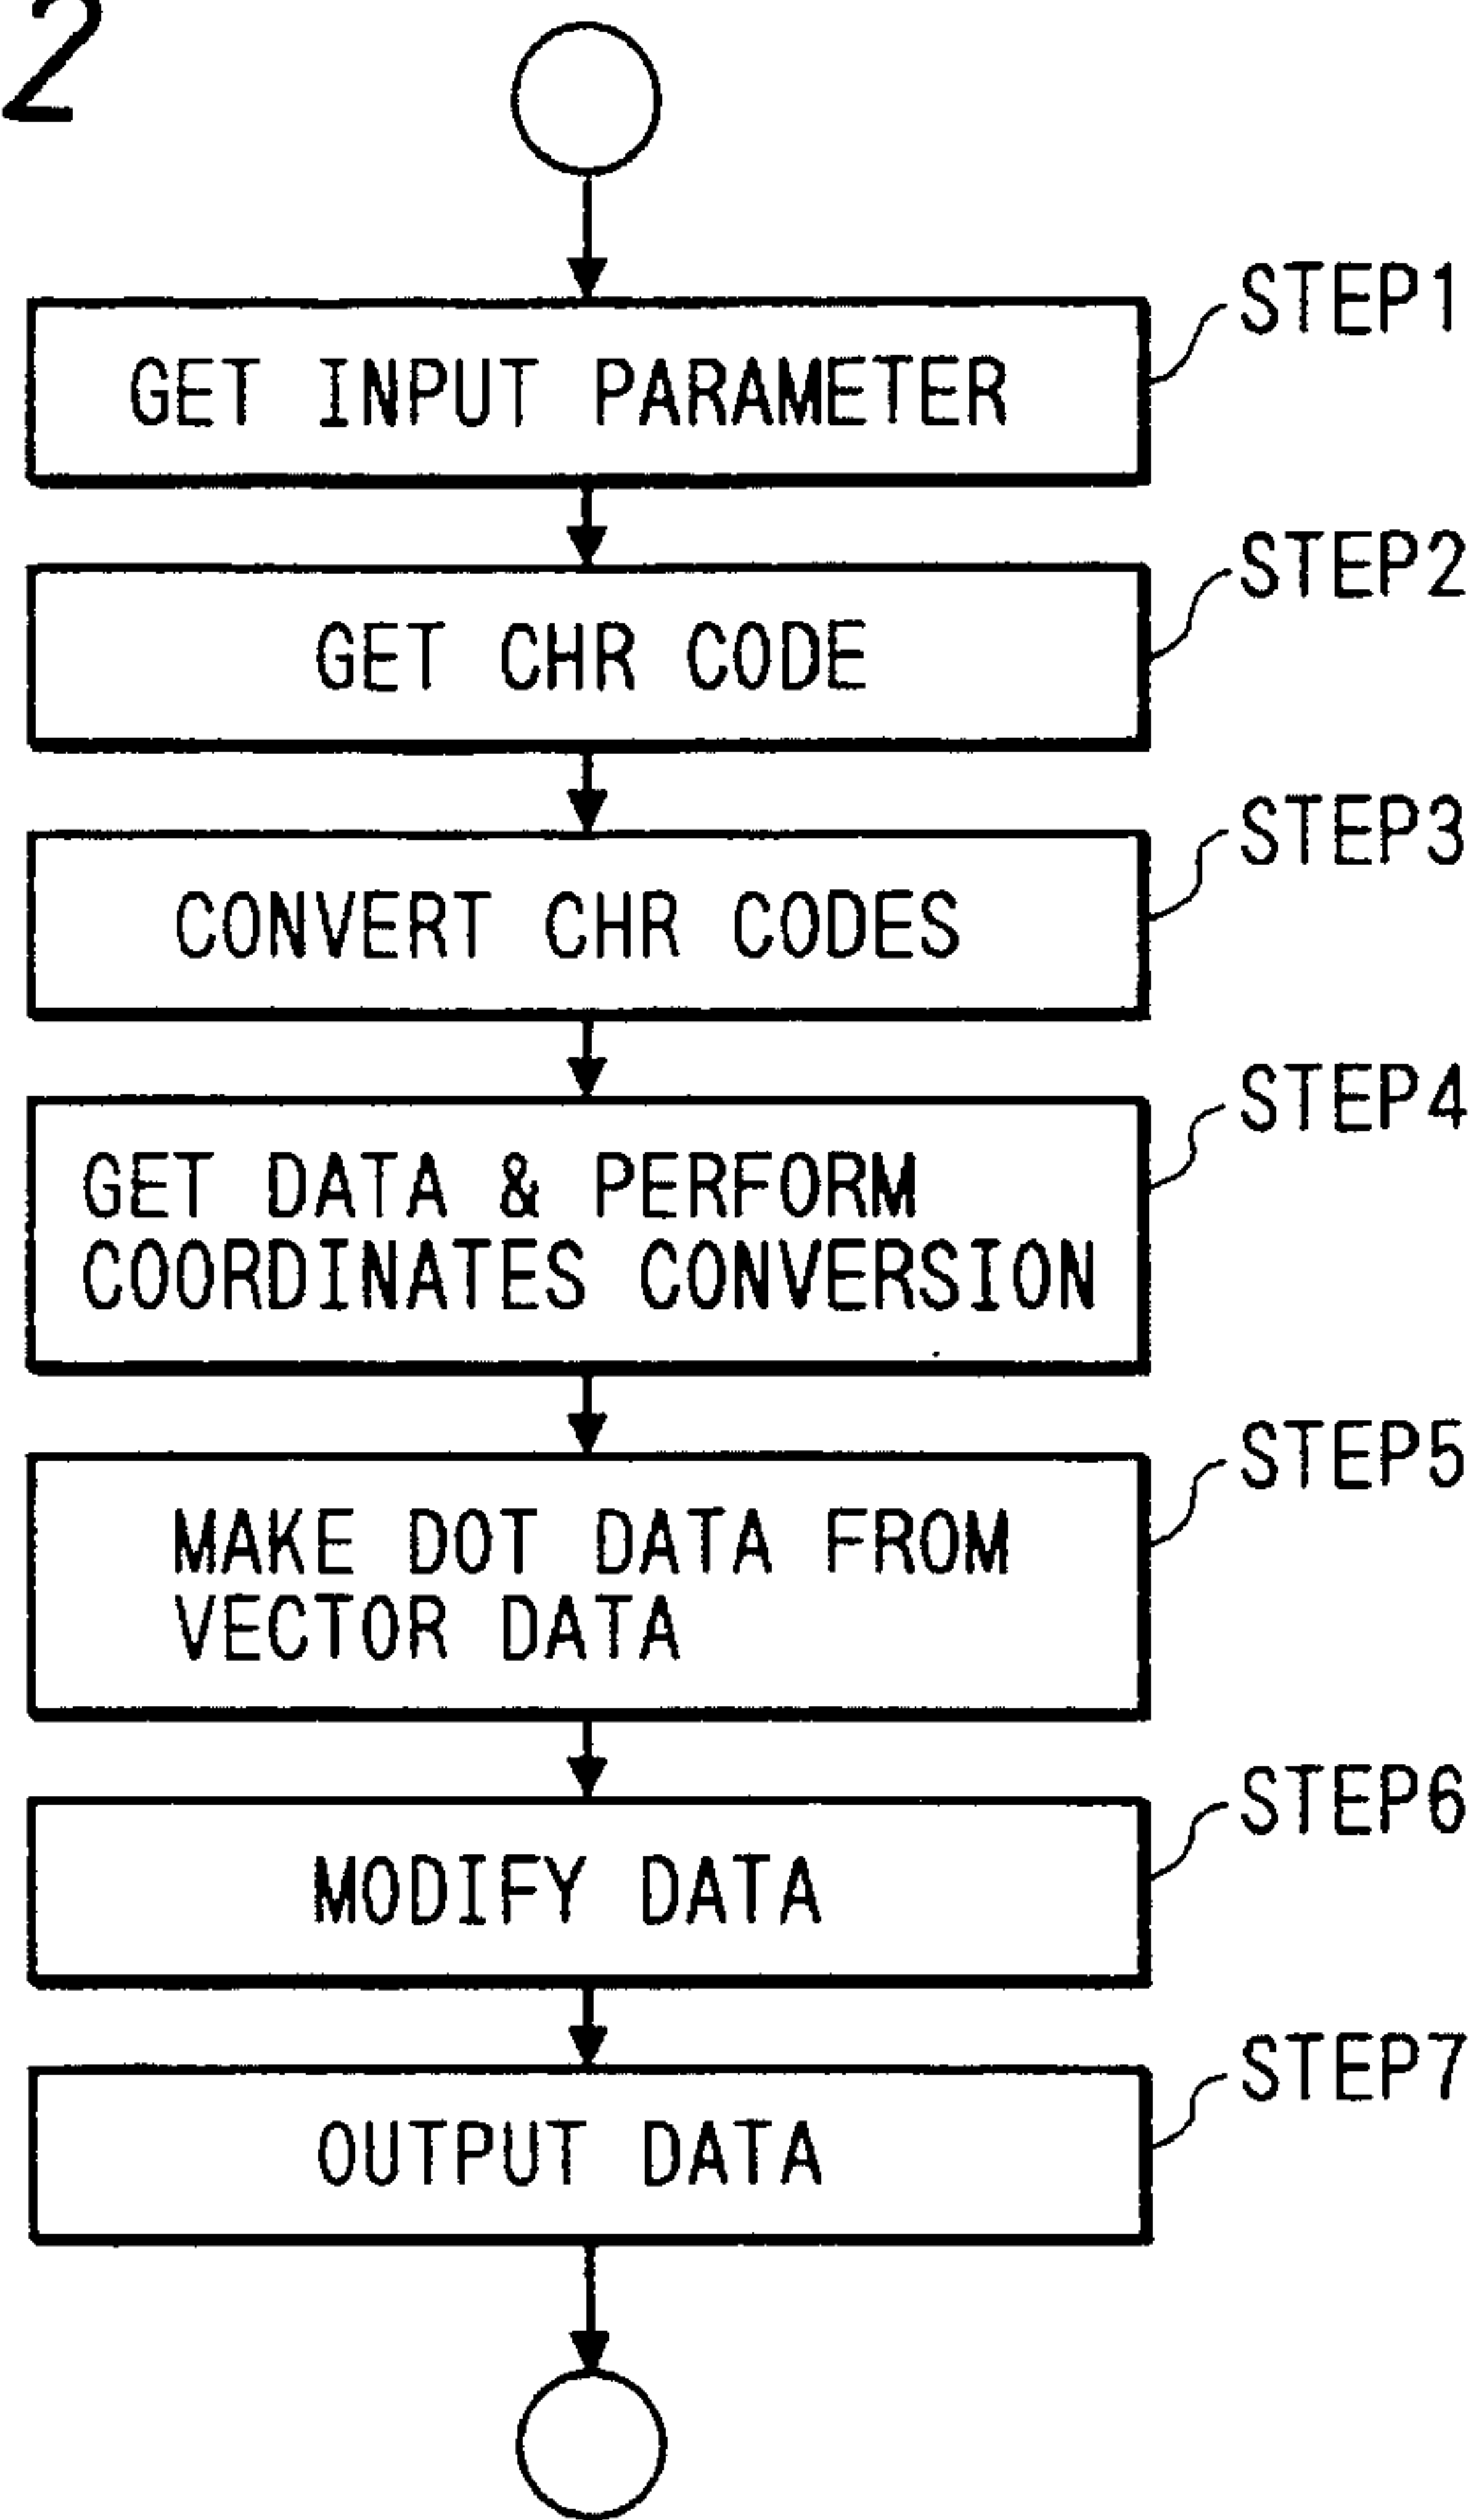 2
STEP1
GET INPUT PARAMETER
STEP2
GET CHR CODE
STEP3
CONVERT CHR CODES
STEP4
GET DATA & PERFORM
COORDINATES CONVERSION
STEP5
MAKE DOT DATA FROM
VECTOR DATA
STEP6
MODIFY DATA
STEP7
OUTPUT DATA